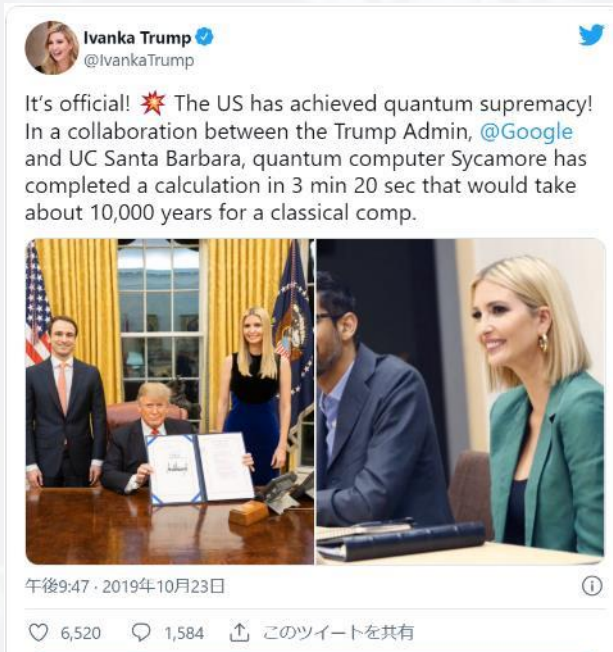 Ivanka Trump
@IvankaTrump
It's official! 💥 The US has achieved quantum supremacy!
In a collaboration between the Trump Admin, @Google
and UC Santa Barbara, quantum computer Sycamore has
completed a calculation in 3 min 20 sec that would take
about 10,000 years for a classical comp.
午後9:47 · 2019年10月23日
6,520 1,584 このツイートを共有